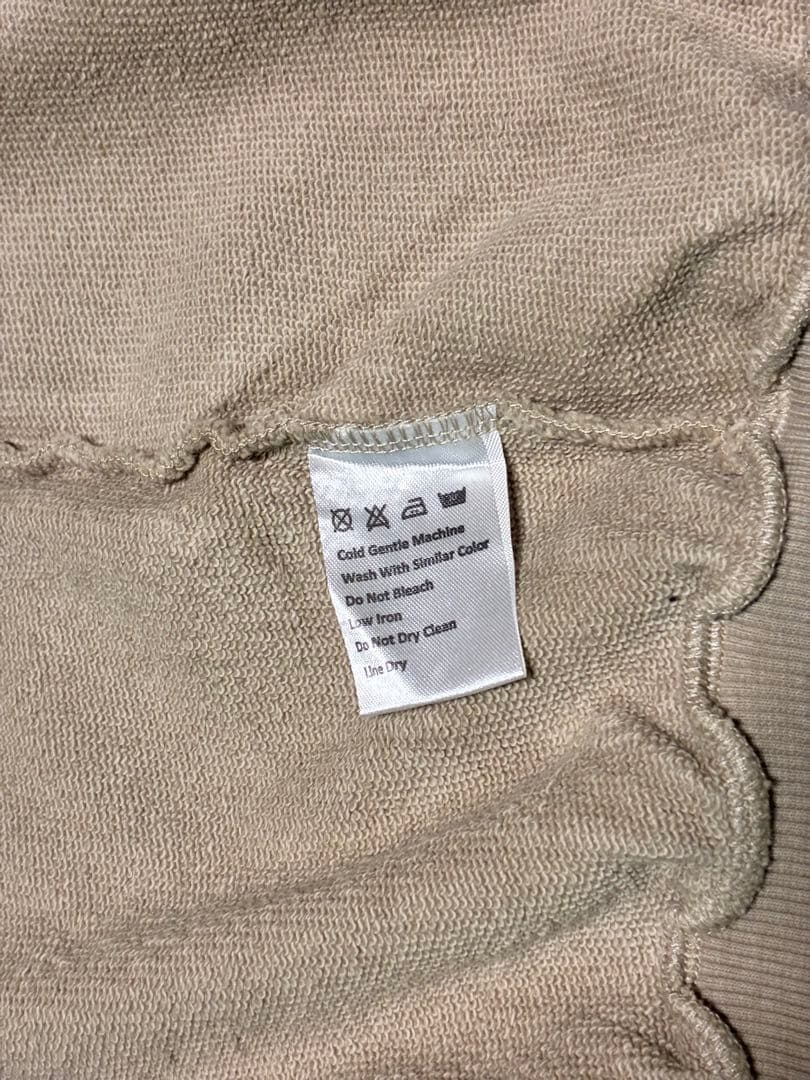 Cold Gentle Machine
Wash With Similar Color
Do Not Bleach
Low Iron
Do Not Dry Clean
Line Dry